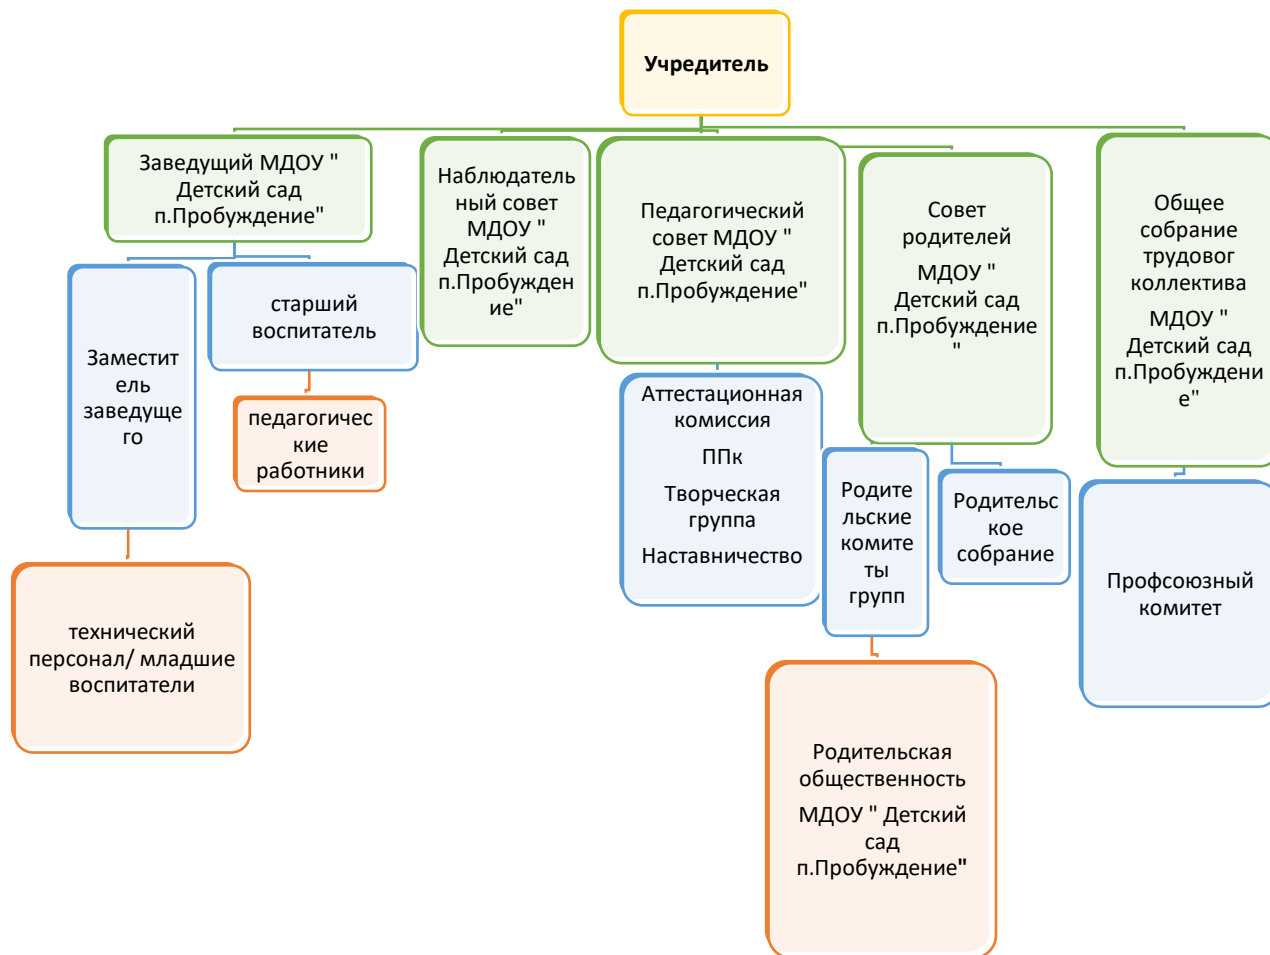 Учредитель
Заведущий МДОУ "
Детский сад
п.Пробуждение"
Наблюдатель
ный совет
МДОУ "
Детский сад
п.Пробужден
ие"
Педагогический
совет МДОУ "
Детский сад
п.Пробуждение"
Совет
родителей
МДОУ "
Детский сад
п.Пробуждение
"
Общее
собрание
трудовог
коллектива
МДОУ "
Детский сад
п.Пробуждени
е"
Заместит
ель
заведуще
го
старший
воспитатель
педагогичес
кие
работники
Аттестационная
комиссия
ППк
Творческая
группа
Наставничество
Родите
льские
комите
ты
групп
Родительс
кое
собрание
Профсоюзный
комитет
технический
персонал/ младшие
воспитатели
Родительская
общественность
МДОУ " Детский
сад
п.Пробуждение"